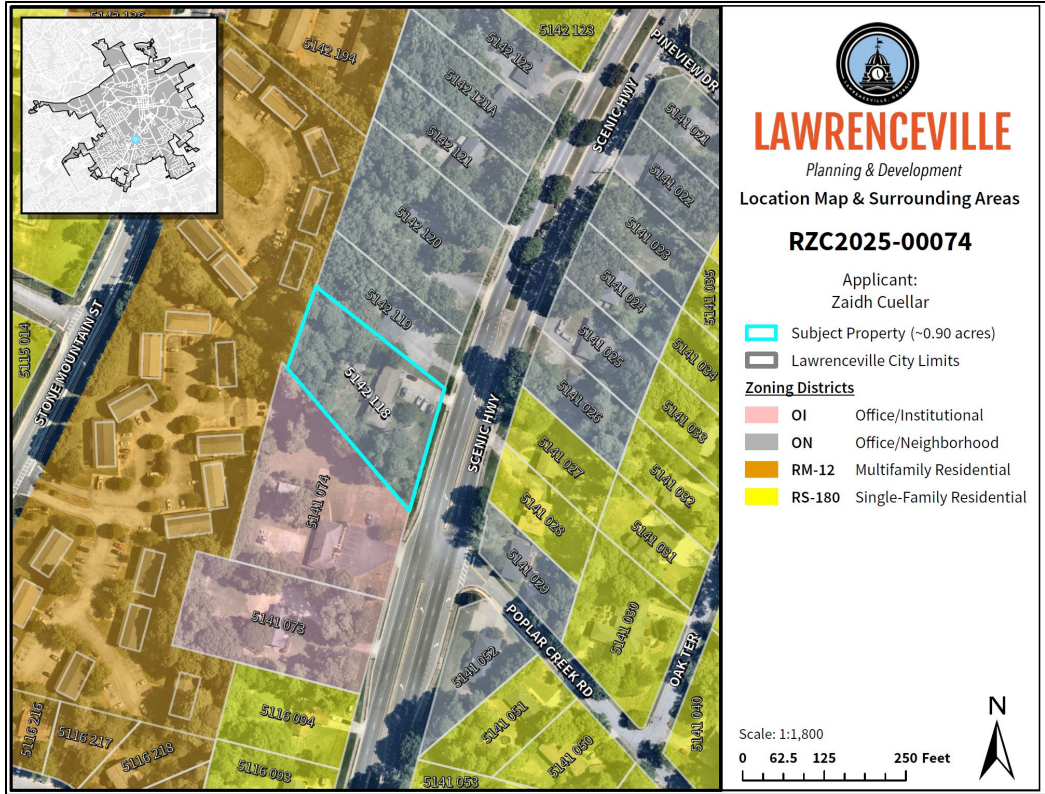 5142 126
5142 194
5142 123
5142 122
PINEVIEW DR
5142 121A
SCENIC HWY
5141 021
5142 121
5141 022
5142 120
5141 023
5141 035
5141 024
5142 119
5141 025
5141 034
STONE MOUNTAIN ST
5115 014
5142 118
5141 026
5141 033
SCENIC HWY
5141 027
5141 032
5141 074
5141 028
5141 031
5141 029
5141 030
5141 073
POPLAR CREEK RD
OAK TER
5141 052
5116 216
5116 217
5116 218
5116 094
5141 051
5141 040
5116 093
5141 050
5141 053
LAWRENCEVILLE, GEORGIA
LAWRENCEVILLE
Planning & Development
Location Map & Surrounding Areas
RZC2025-00074
Applicant:
Zaidh Cuellar
Subject Property (~0.90 acres)
Lawrenceville City Limits
Zoning Districts
OI Office/Institutional
ON Office/Neighborhood
RM-12 Multifamily Residential
RS-180 Single-Family Residential
Scale: 1:1,800
0 62.5 125 250 Feet
N